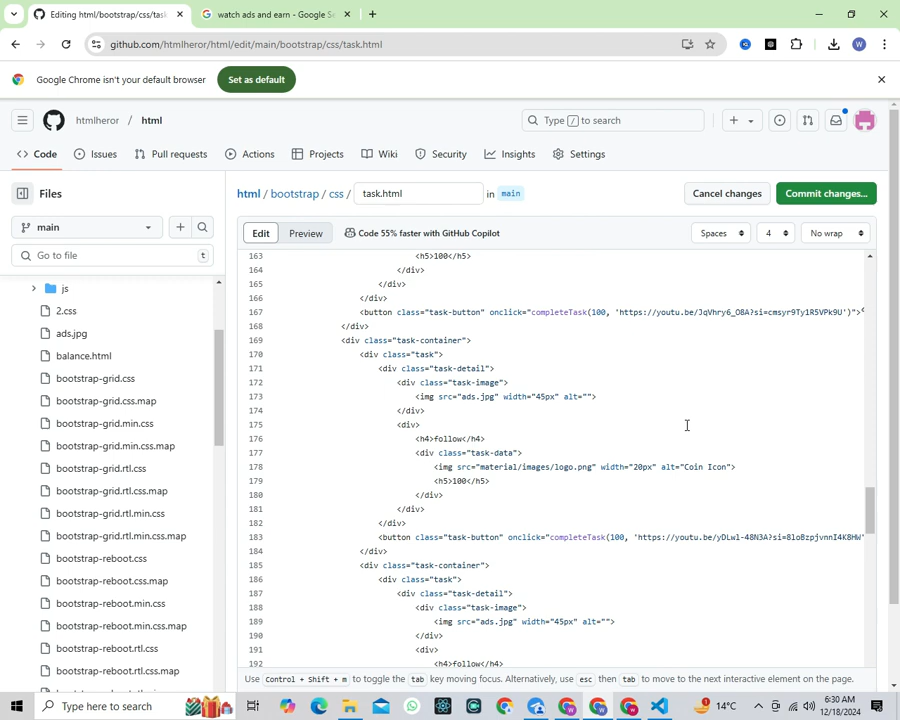 Editing html/bootstrap/css/task
watch ads and earn - Google Se
github.com/htmlheror/html/edit/main/bootstrap/css/task.html
W
Google Chrome isn't your default browser
Set as default
htmlheror / html
Type / to search
Code
Issues
Pull requests
Actions
Projects
Wiki
Security
Insights
Settings
Files
html / bootstrap / css / task.html in main
Cancel changes
Commit changes...
main
Edit
Preview
Code 55% faster with GitHub Copilot
Spaces
4
No wrap
Go to file
t
js
2.css
ads.jpg
balance.html
bootstrap-grid.css
bootstrap-grid.css.map
bootstrap-grid.min.css
bootstrap-grid.min.css.map
bootstrap-grid.rtl.css
bootstrap-grid.rtl.css.map
bootstrap-grid.rtl.min.css
bootstrap-grid.rtl.min.css.map
bootstrap-reboot.css
bootstrap-reboot.css.map
bootstrap-reboot.min.css
bootstrap-reboot.min.css.map
bootstrap-reboot.rtl.css
bootstrap-reboot.rtl.css.map
163 <h5>100</h5>
164 </div>
165 </div>
166 </div>
167 <button class="task-button" onclick="completeTask(100, 'https://youtu.be/JqVhry6_O8A?si=cmsyr9Ty1R5VPk9U')">
168 </div>
169 <div class="task-container">
170 <div class="task">
171 <div class="task-detail">
172 <div class="task-image">
173 <img src="ads.jpg" width="45px" alt="">
174 </div>
175 <div>
176 <h4>follow</h4>
177 <div class="task-data">
178 <img src="material/images/logo.png" width="20px" alt="Coin Icon">
179 <h5>100</h5>
180 </div>
181 </div>
182 </div>
183 <button class="task-button" onclick="completeTask(100, 'https://youtu.be/yDLwl-48N3A?si=8loBzpjvnnI4K8HW'
184 </div>
185 <div class="task-container">
186 <div class="task">
187 <div class="task-detail">
188 <div class="task-image">
189 <img src="ads.jpg" width="45px" alt="">
190 </div>
191 <div>
192 <h4>follow</h4>
Use Control + Shift + m to toggle the tab key moving focus. Alternatively, use esc then tab to move to the next interactive element on the page.
Type here to search
14°C
6:30 AM
12/18/2024